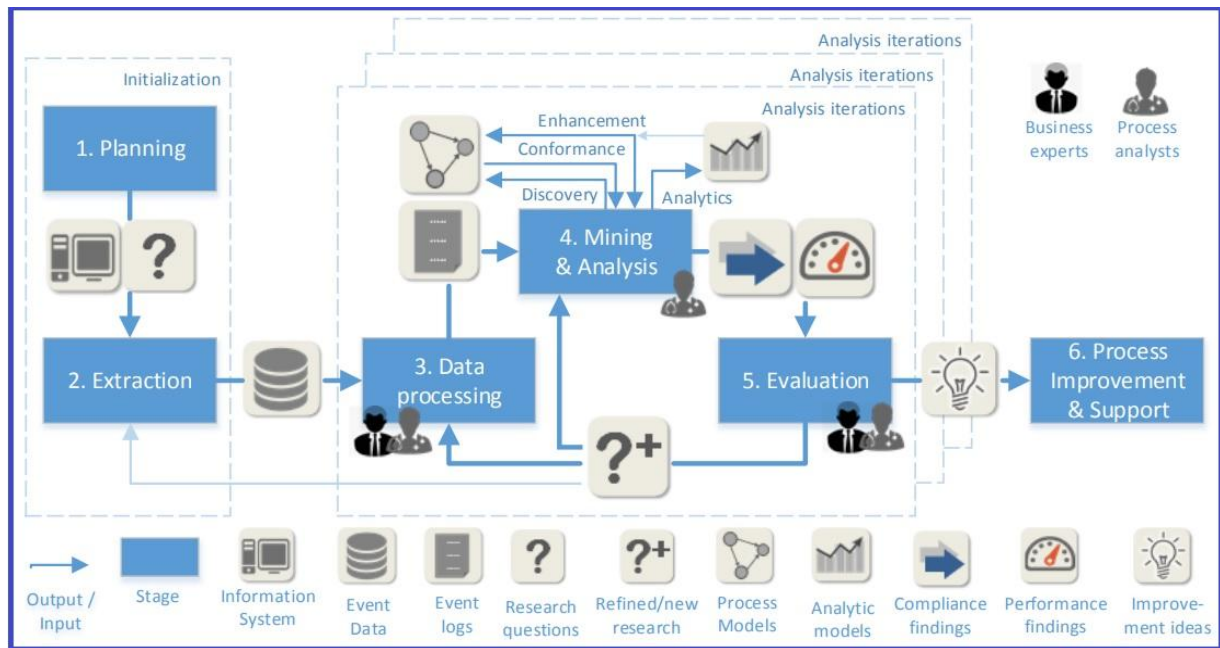 Analysis iterations
Analysis iterations
Analysis iterations
Initialization
1. Planning
?
2. Extraction
Enhancement
Conformance
Discovery
Analytics
4. Mining
& Analysis
3. Data
processing
5. Evaluation
?+
6. Process
Improvement
& Support
Business
experts
Process
analysts
Output /
Input
Stage
Information
System
Event
Data
Event
logs
?
Research
questions
?+
Refined/new
research
Process
Models
Analytic
models
Compliance
findings
Performance
findings
Improve-
ment ideas